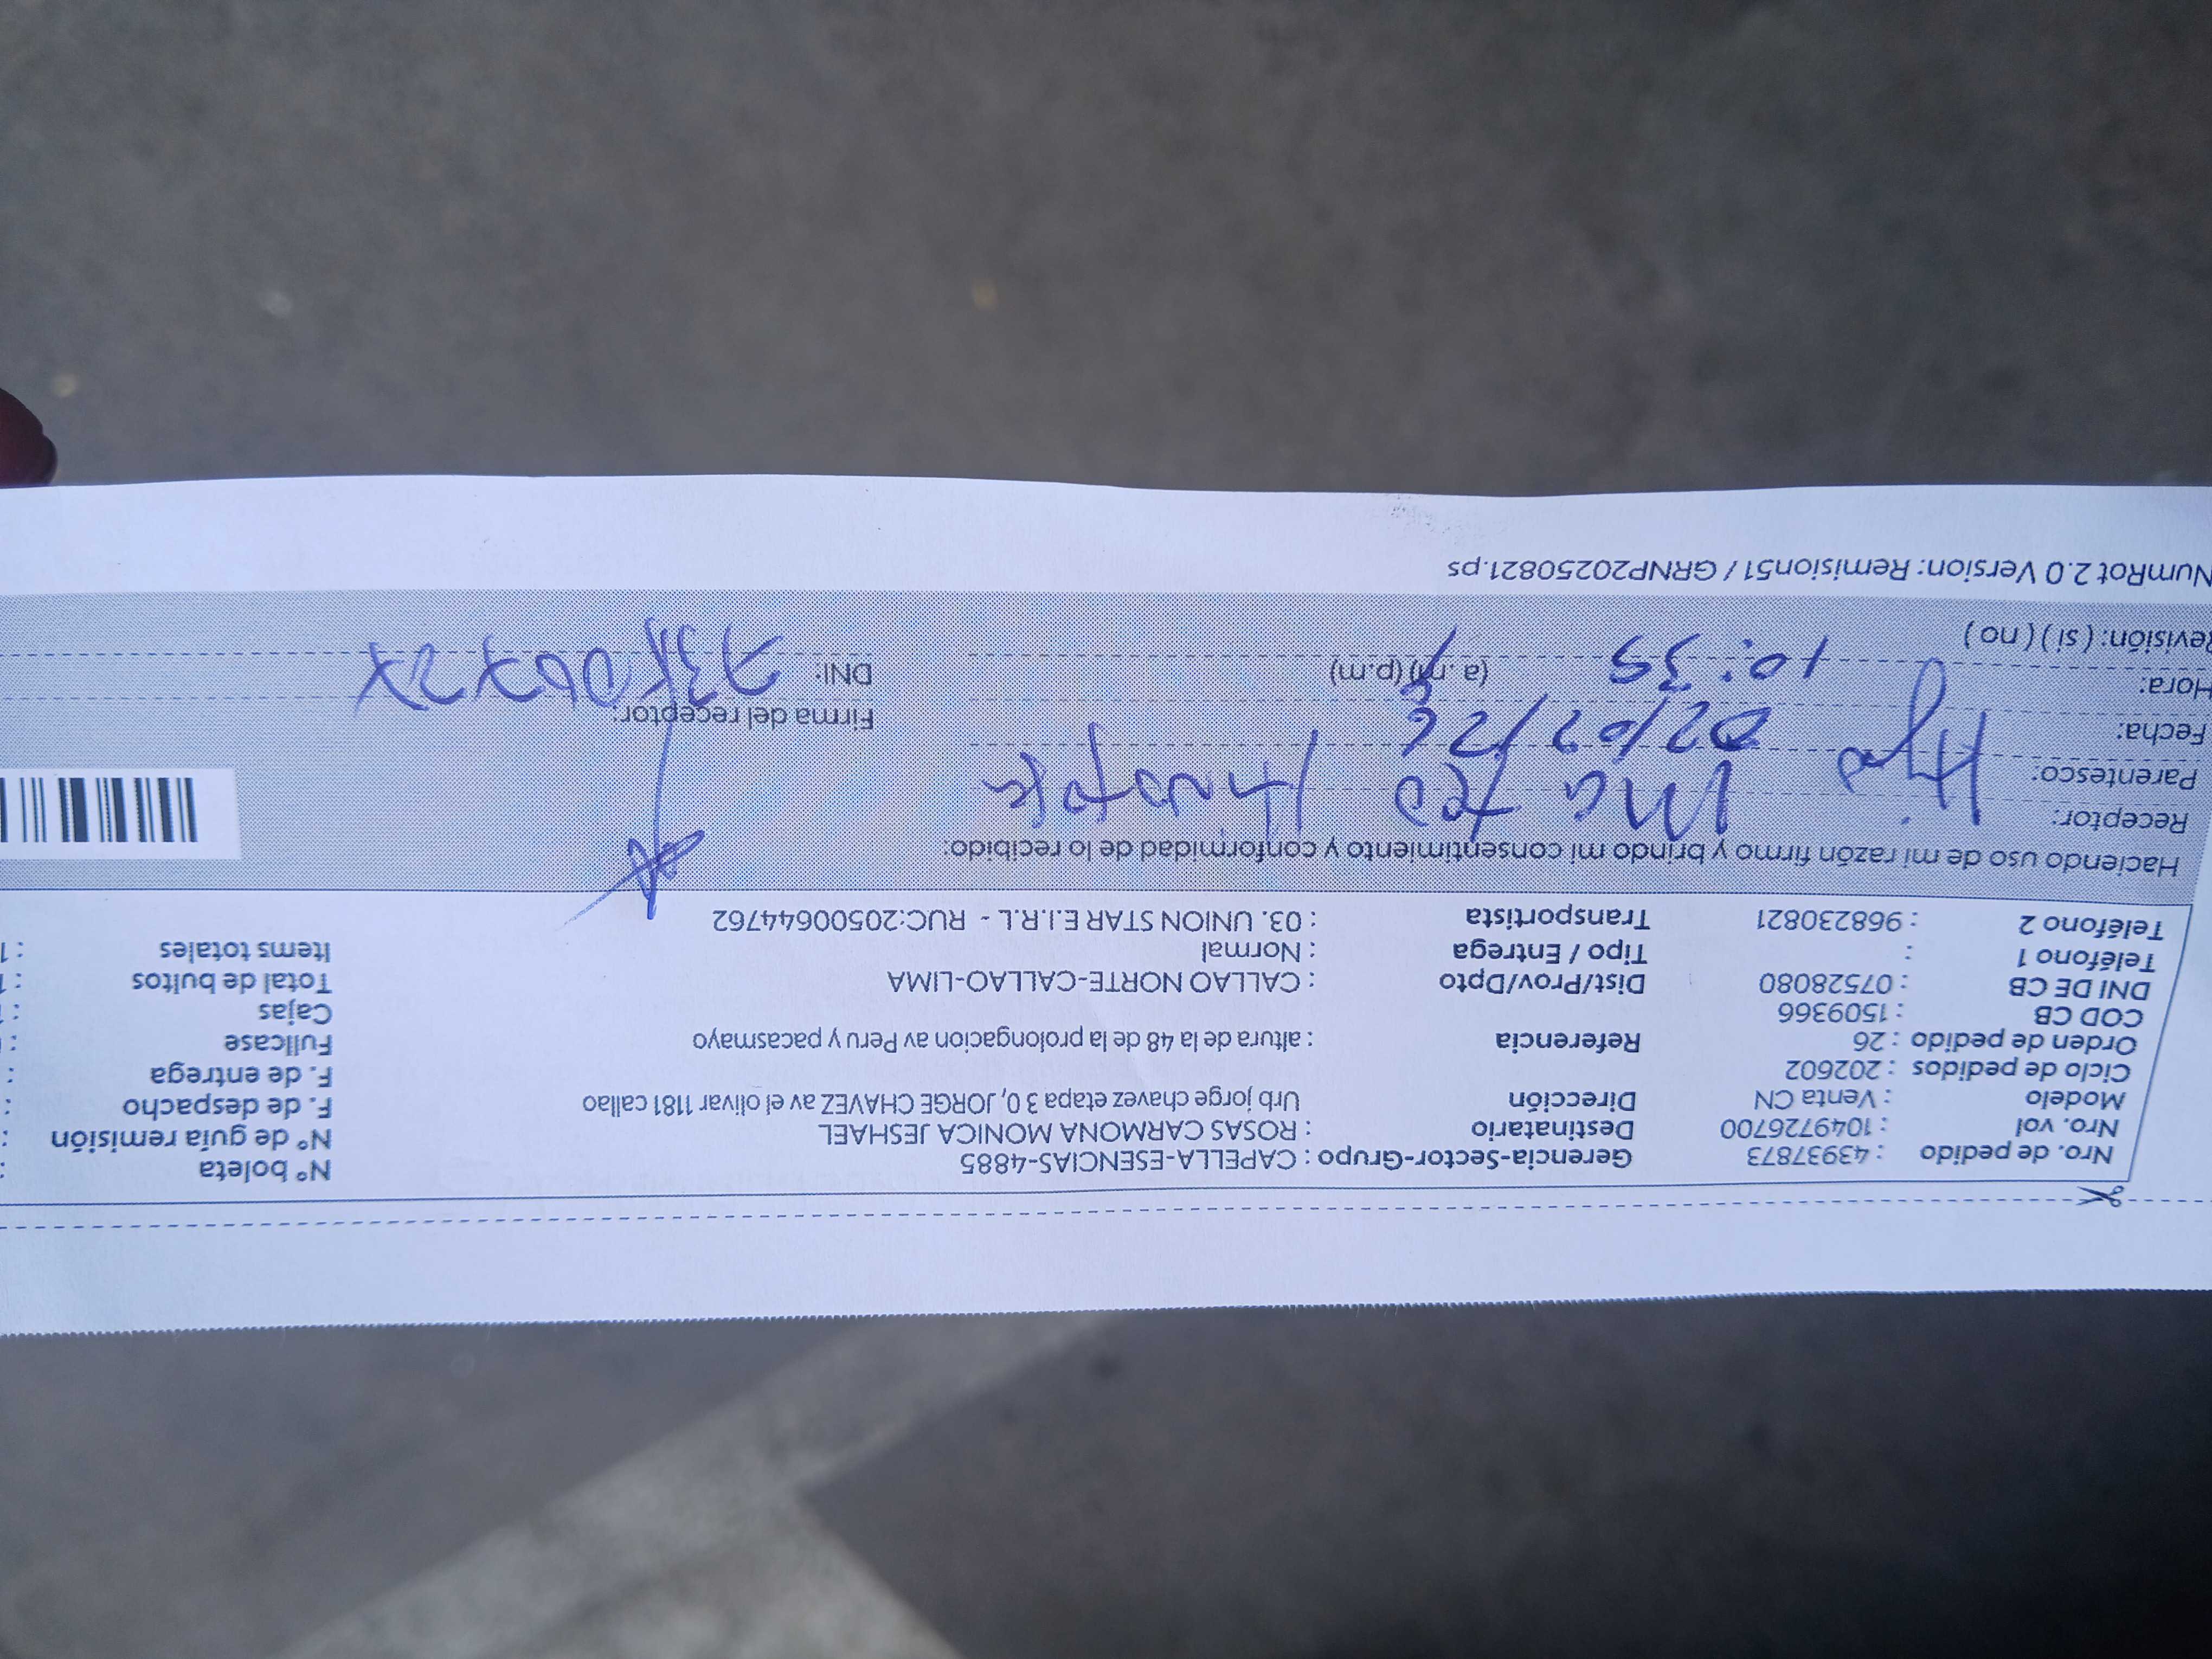 Nro. de pedido : 43937873 Gerencia-Sector-Grupo : CAPELLA-ESENCIAS-4885 N° boleta :
Nro. vol : 1049726700 Destinatario : ROSAS CARMONA MONICA JESHAEL N° de guía remisión :
Modelo : Venta CN Dirección Urb jorge chavez etapa 3 0, JORGE CHAVEZ av el olivar 1181 callao F. de despacho :
Ciclo de pedidos : 202602 F. de entrega :
Orden de pedido : 26 Referencia : altura de la 48 de la prolongacion av Peru y pacasmayo Fullcase :
COD CB : 1509366 Cajas :
DNI DE CB : 07528080 Dist/Prov/Dpto : CALLAO NORTE-CALLAO-LIMA Total de bultos :
Teléfono 1 : Tipo / Entrega : Normal Items totales :
Teléfono 2 : 968230821 Transportista : 03. UNION STAR E.I.R.L - RUC:20500644762
Haciendo uso de mi razón firmo y brindo mi consentimiento y conformidad de lo recibido:
Receptor:
Parentesco:
Fecha: 02/02/26 Firma del receptor:
Hora: 10:35 (a. m) (p.m) DNI:
Revisión: ( si ) ( no )
NumRot 2.0 Version: Remision51 / GRNP20250821.ps